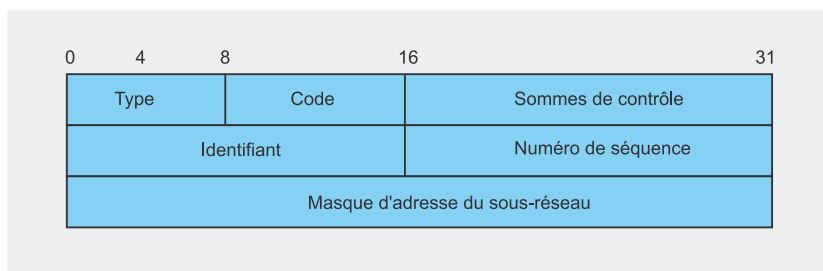 0 4 8 16 31
Type Code Sommes de contrôle
Identifiant Numéro de séquence
Masque d'adresse du sous-réseau